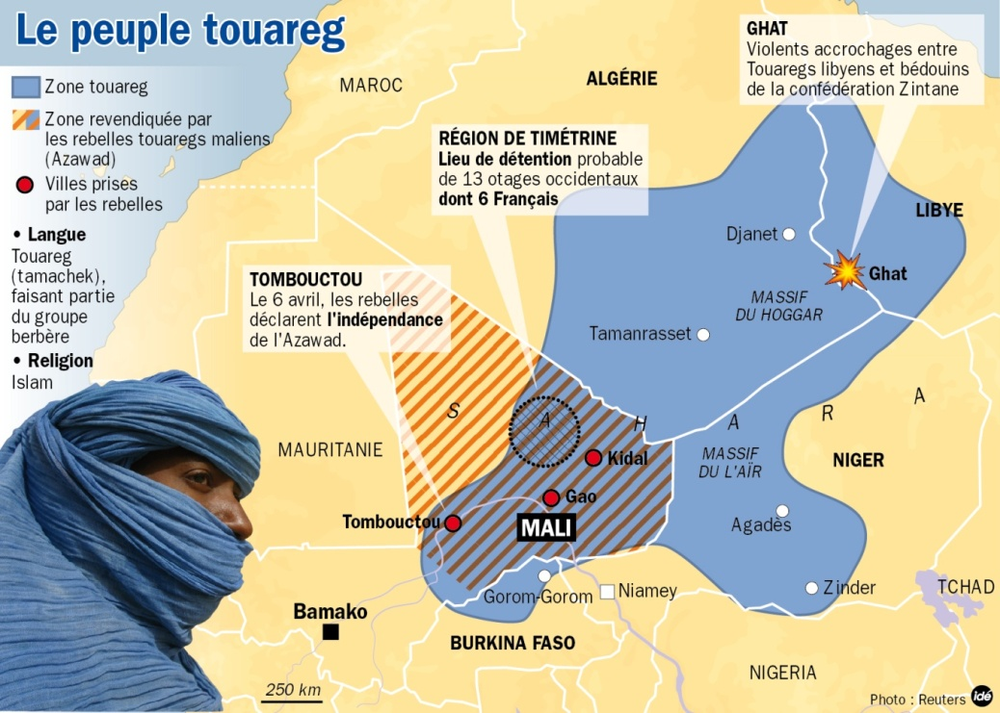 Le peuple touareg
Zone touareg
Zone revendiquée par
les rebelles touaregs maliens
(Azawad)
Villes prises
par les rebelles
• Langue
Touareg
(tamachek),
faisant partie
du groupe
berbère
• Religion
Islam
GHAT
Violents accrochages entre
Touaregs libyens et bédouins
de la confédération Zintane
RÉGION DE TIMÉTRINE
Lieu de détention probable
de 13 otages occidentaux
dont 6 Français
TOMBOUCTOU
Le 6 avril, les rebelles
déclarent l'indépendance
de l'Azawad.
MAROC
ALGÉRIE
LIBYE
Djanet
Ghat
MASSIF
DU HOGGAR
Tamanrasset
S A H A R A
MAURITANIE
MASSIF
DU L'AÏR
NIGER
Kidal
Gao
Tombouctou
MALI
Agadès
Gorom-Gorom
Niamey
Zinder
TCHAD
Bamako
BURKINA FASO
NIGERIA
250 km
Photo : Reuters
idé